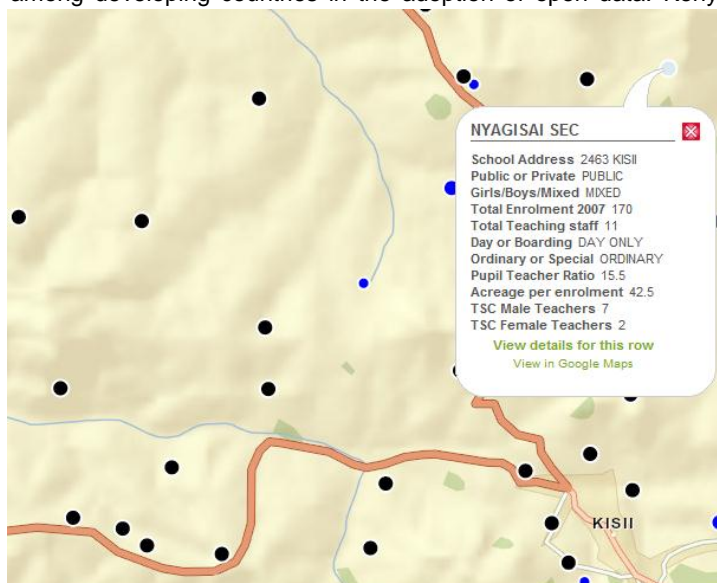 among developing countries in the adoption of open data. Keny
NYAGISAI SEC
School Address 2463 KISII
Public or Private PUBLIC
Girls/Boys/Mixed MIXED
Total Enrolment 2007 170
Total Teaching staff 11
Day or Boarding DAY ONLY
Ordinary or Special ORDINARY
Pupil Teacher Ratio 15.5
Acreage per enrolment 42.5
TSC Male Teachers 7
TSC Female Teachers 2
View details for this row
View in Google Maps
KISII